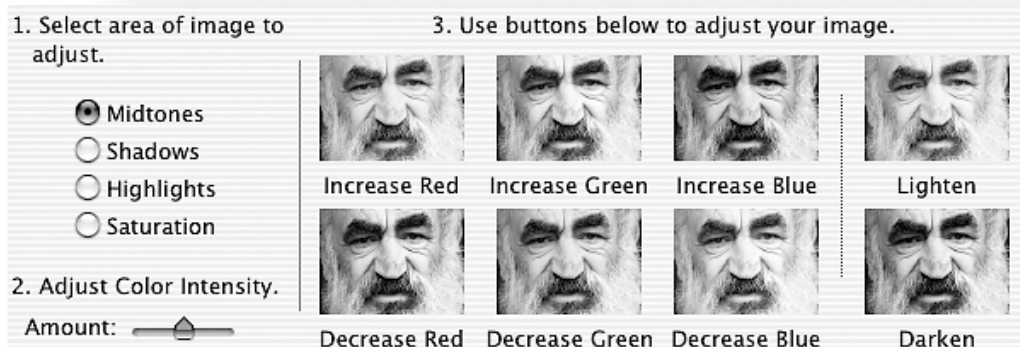 1. Select area of image to
adjust.
Midtones
Shadows
Highlights
Saturation
2. Adjust Color Intensity.
Amount:
3. Use buttons below to adjust your image.
Increase Red Increase Green Increase Blue Lighten
Decrease Red Decrease Green Decrease Blue Darken